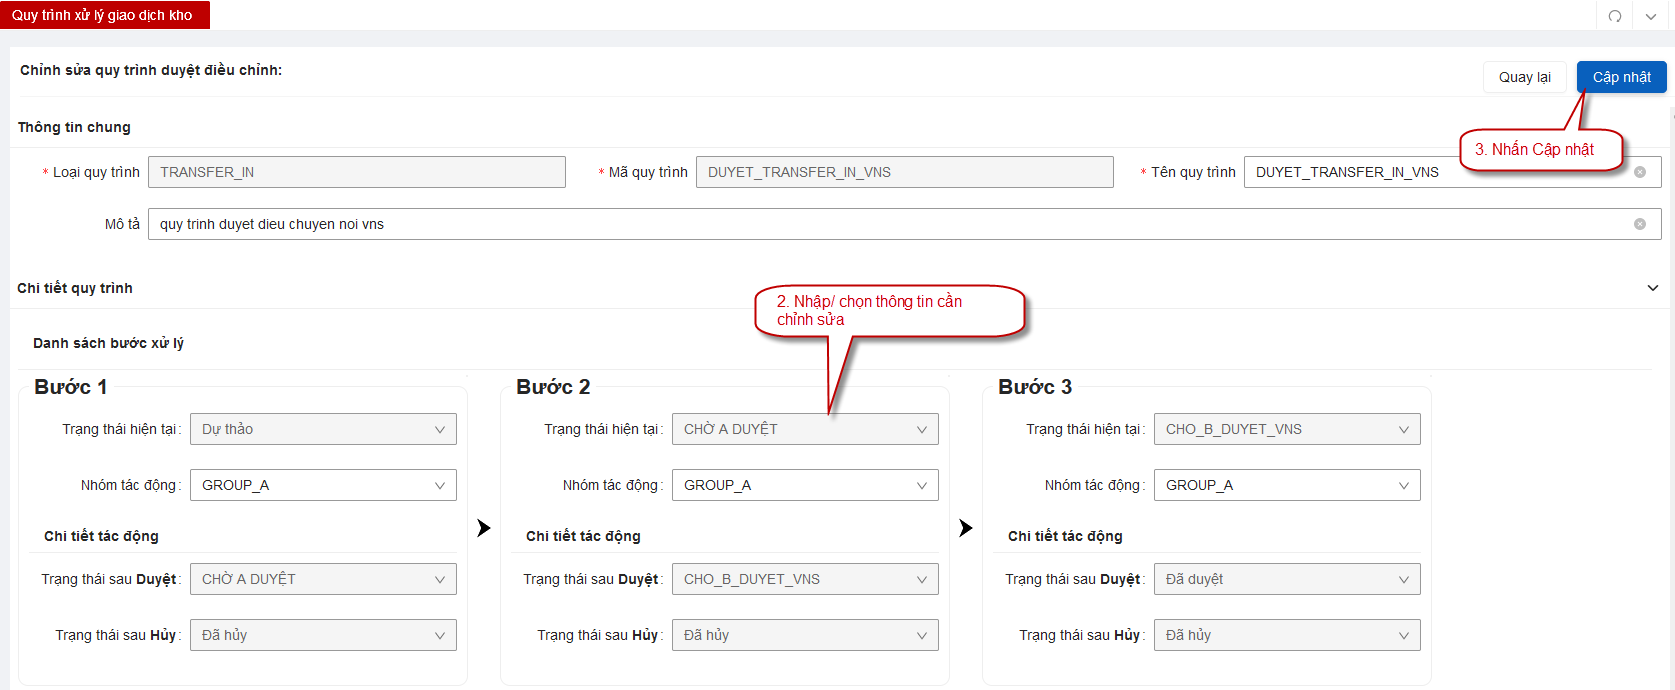 Quy trình xử lý giao dịch kho
Chỉnh sửa quy trình duyệt điều chỉnh:
Quay lại
Cập nhật
Thông tin chung
3. Nhấn Cập nhật
* Loại quy trình
TRANSFER_IN
* Mã quy trình
DUYET_TRANSFER_IN_VNS
* Tên quy trình
DUYET_TRANSFER_IN_VNS
Mô tả
quy trinh duyet dieu chuyen noi vns
Chi tiết quy trình
2. Nhập/ chọn thông tin cần
chỉnh sửa
Danh sách bước xử lý
Bước 1
Trạng thái hiện tại:
Dự thảo
Nhóm tác động:
GROUP_A
Chi tiết tác động
Trạng thái sau Duyệt:
CHỜ A DUYỆT
Trạng thái sau Hủy:
Đã hủy
Bước 2
Trạng thái hiện tại:
CHỜ A DUYỆT
Nhóm tác động:
GROUP_A
Chi tiết tác động
Trạng thái sau Duyệt:
CHO_B_DUYET_VNS
Trạng thái sau Hủy:
Đã hủy
Bước 3
Trạng thái hiện tại:
CHO_B_DUYET_VNS
Nhóm tác động:
GROUP_A
Chi tiết tác động
Trạng thái sau Duyệt:
Đã duyệt
Trạng thái sau Hủy:
Đã hủy